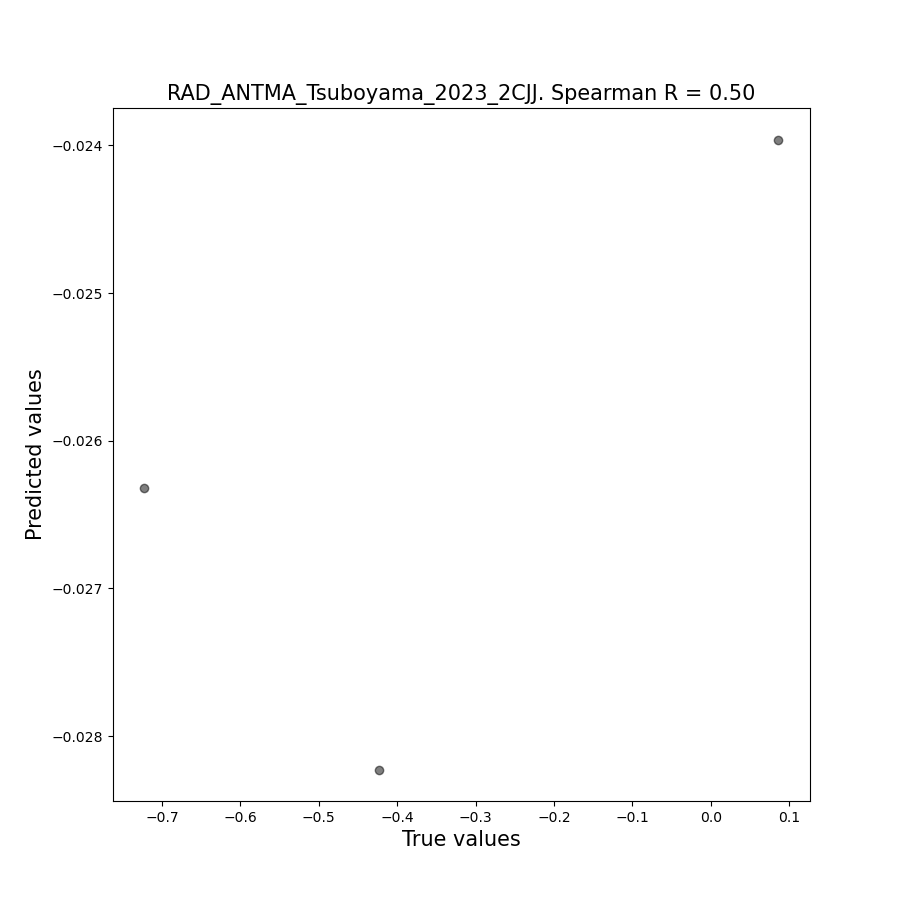 RAD_ANTMA_Tsuboyama_2023_2CJJ. Spearman R = 0.50
−0.024
−0.025
−0.026
−0.027
−0.028
Predicted values
−0.7 −0.6 −0.5 −0.4 −0.3 −0.2 −0.1 0.0 0.1
True values